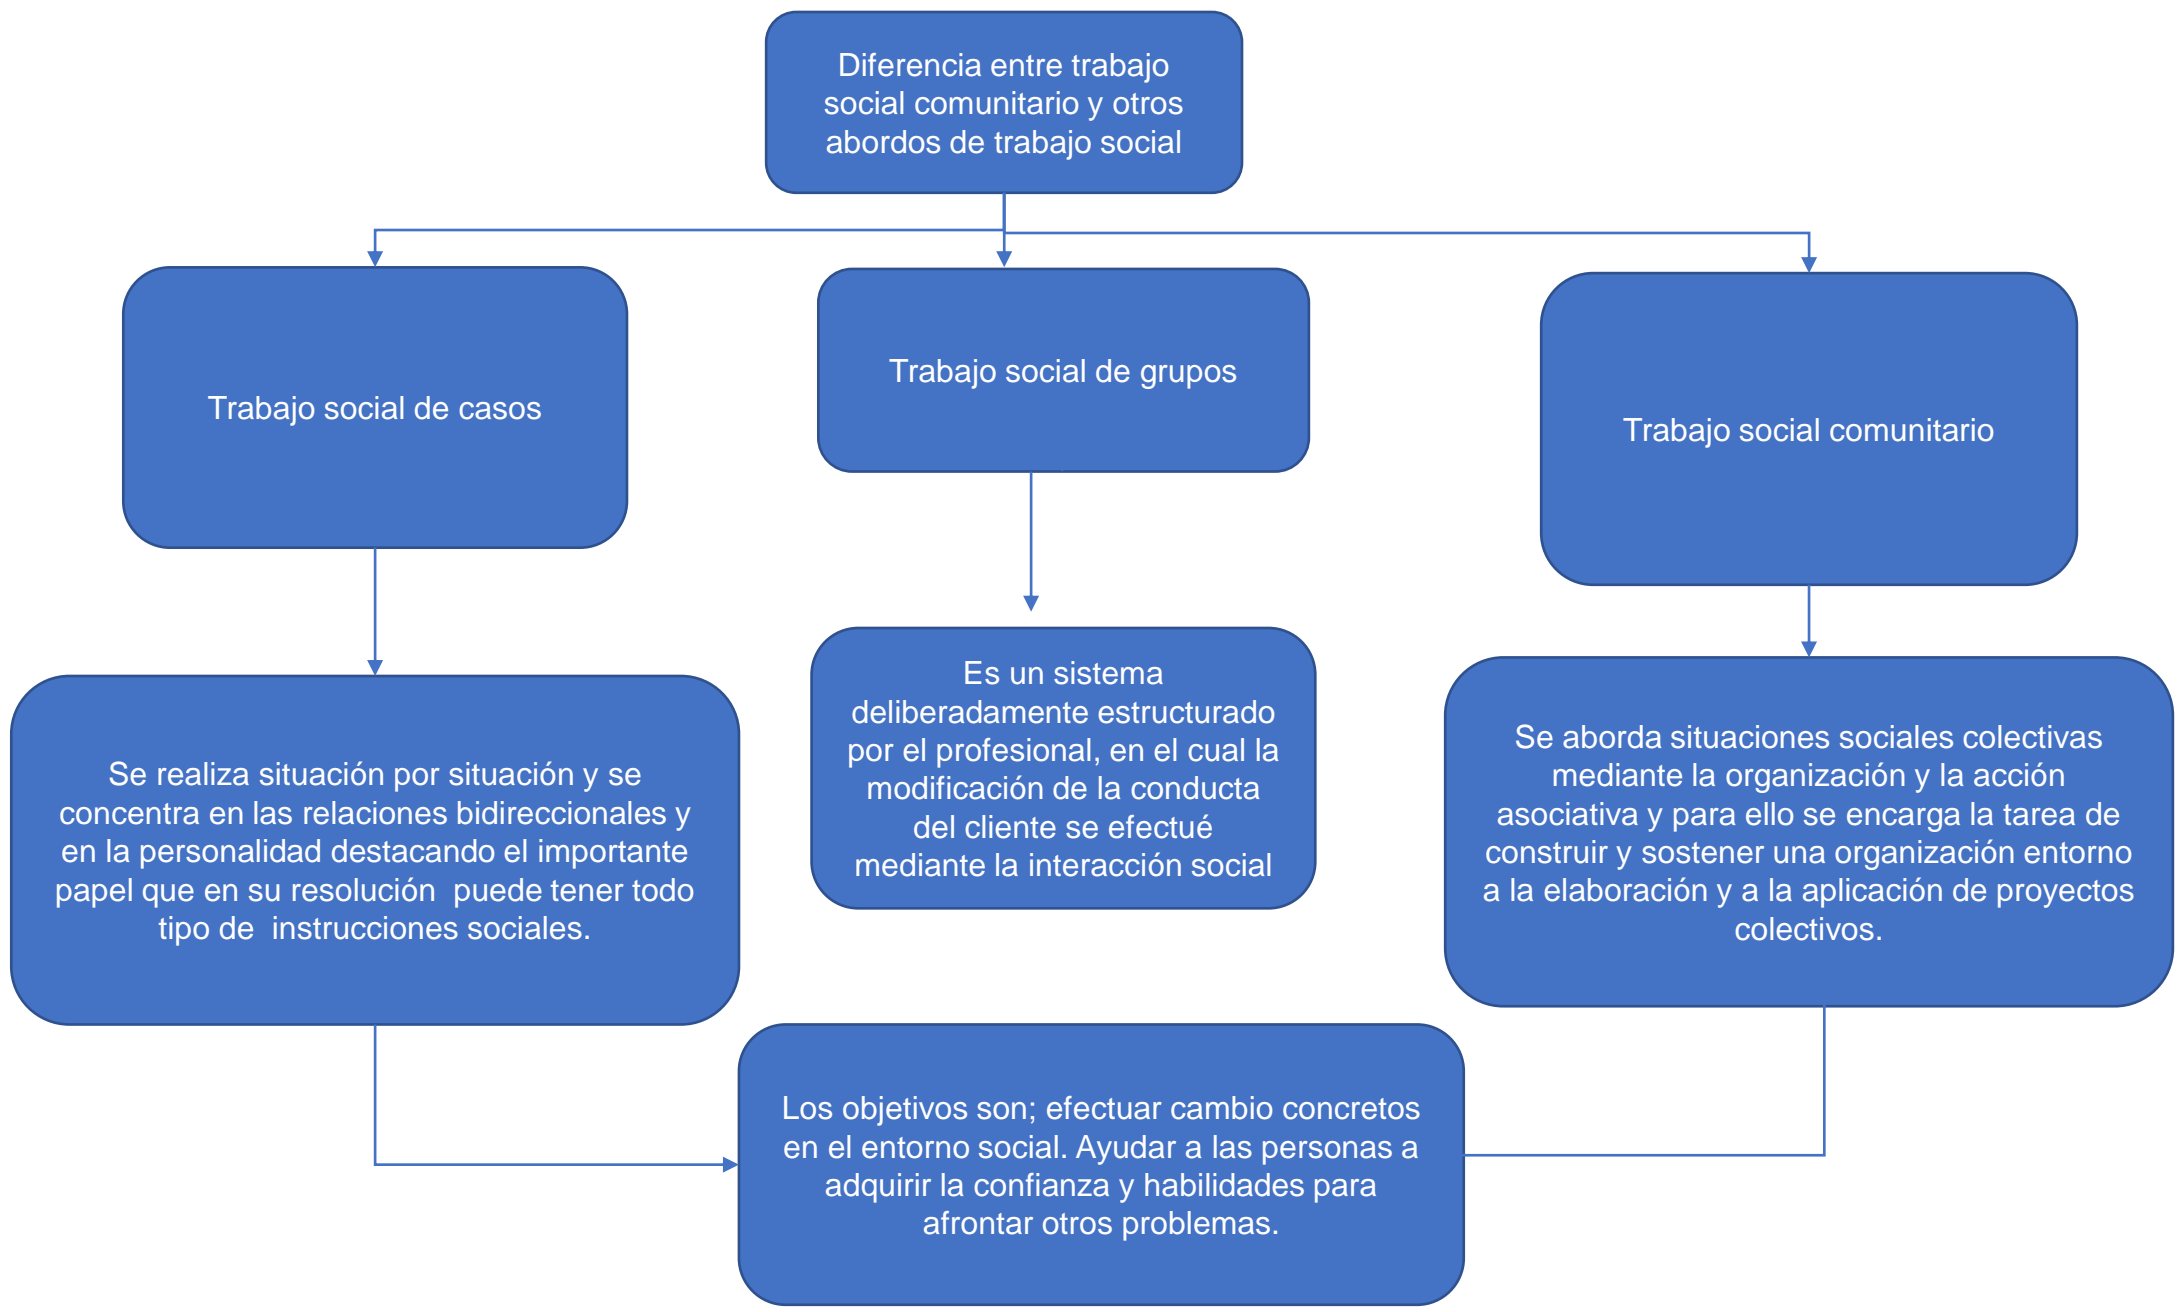 Diferencia entre trabajo
social comunitario y otros
abordos de trabajo social
Trabajo social de casos
Trabajo social de grupos
Trabajo social comunitario
Se realiza situación por situación y se
concentra en las relaciones bidireccionales y
en la personalidad destacando el importante
papel que en su resolución  puede tener todo
tipo de  instrucciones sociales.
Es un sistema
deliberadamente estructurado
por el profesional, en el cual la
modificación de la conducta
del cliente se efectué
mediante la interacción social
Se aborda situaciones sociales colectivas
mediante la organización y la acción
asociativa y para ello se encarga la tarea de
construir y sostener una organización entorno
a la elaboración y a la aplicación de proyectos
colectivos.
Los objetivos son; efectuar cambio concretos
en el entorno social. Ayudar a las personas a
adquirir la confianza y habilidades para
afrontar otros problemas.